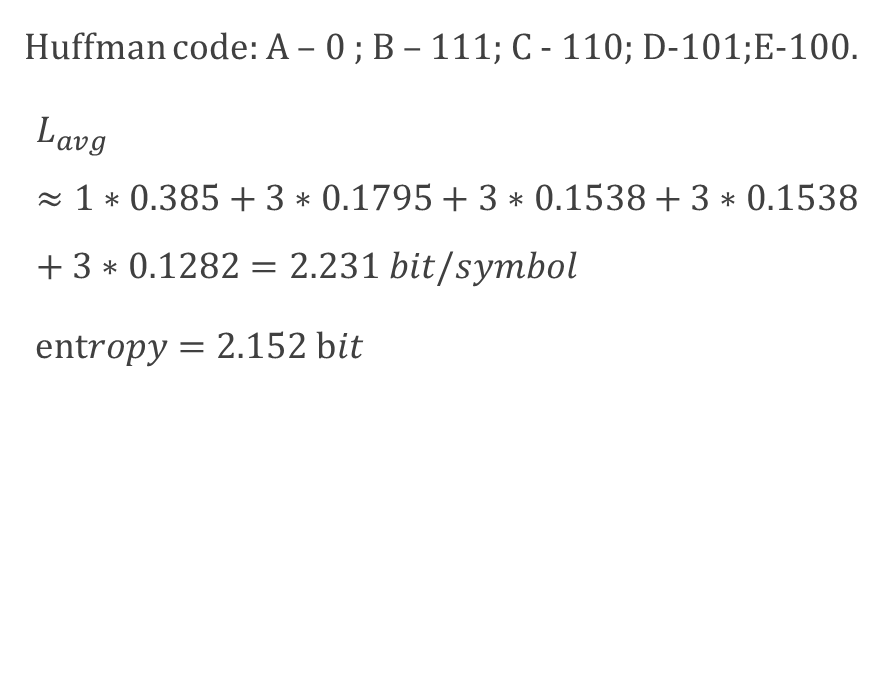 Huffman code: A – 0 ; B – 111; C - 110; D-101;E-100.
L_avg
≈ 1 ∗ 0.385 + 3 ∗ 0.1795 + 3 ∗ 0.1538 + 3 ∗ 0.1538
+ 3 ∗ 0.1282 = 2.231 bit/symbol
entropy = 2.152 bit